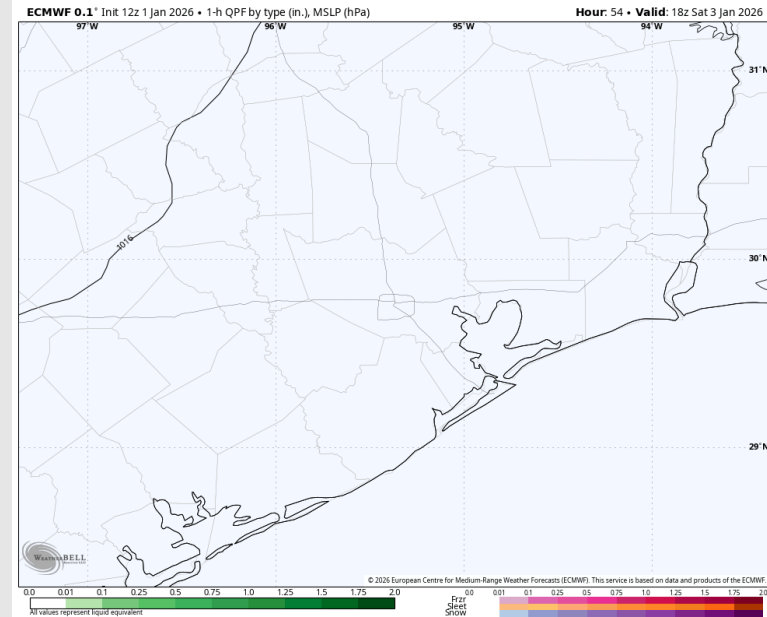 ECMWF 0.1° Init 12z 1 Jan 2026 • 1-h QPF by type (in.), MSLP (hPa) Hour: 54 • Valid: 18z Sat 3 Jan 2026
97°W 96°W 95°W 94°W
31°N
1016
30°N
29°N
WEATHERBELL
© 2026 European Centre for Medium-Range Weather Forecasts (ECMWF). This service is based on data and products of the ECMWF.
0.0 0.01 0.1 0.25 0.5 0.75 1.0 1.25 1.5 1.75 2.0 0.0 0.01 0.1 0.25 0.5 0.75 1.0 1.25 1.5 1.75 2.0
All values represent liquid equivalent
Frzr
Sleet
Snow